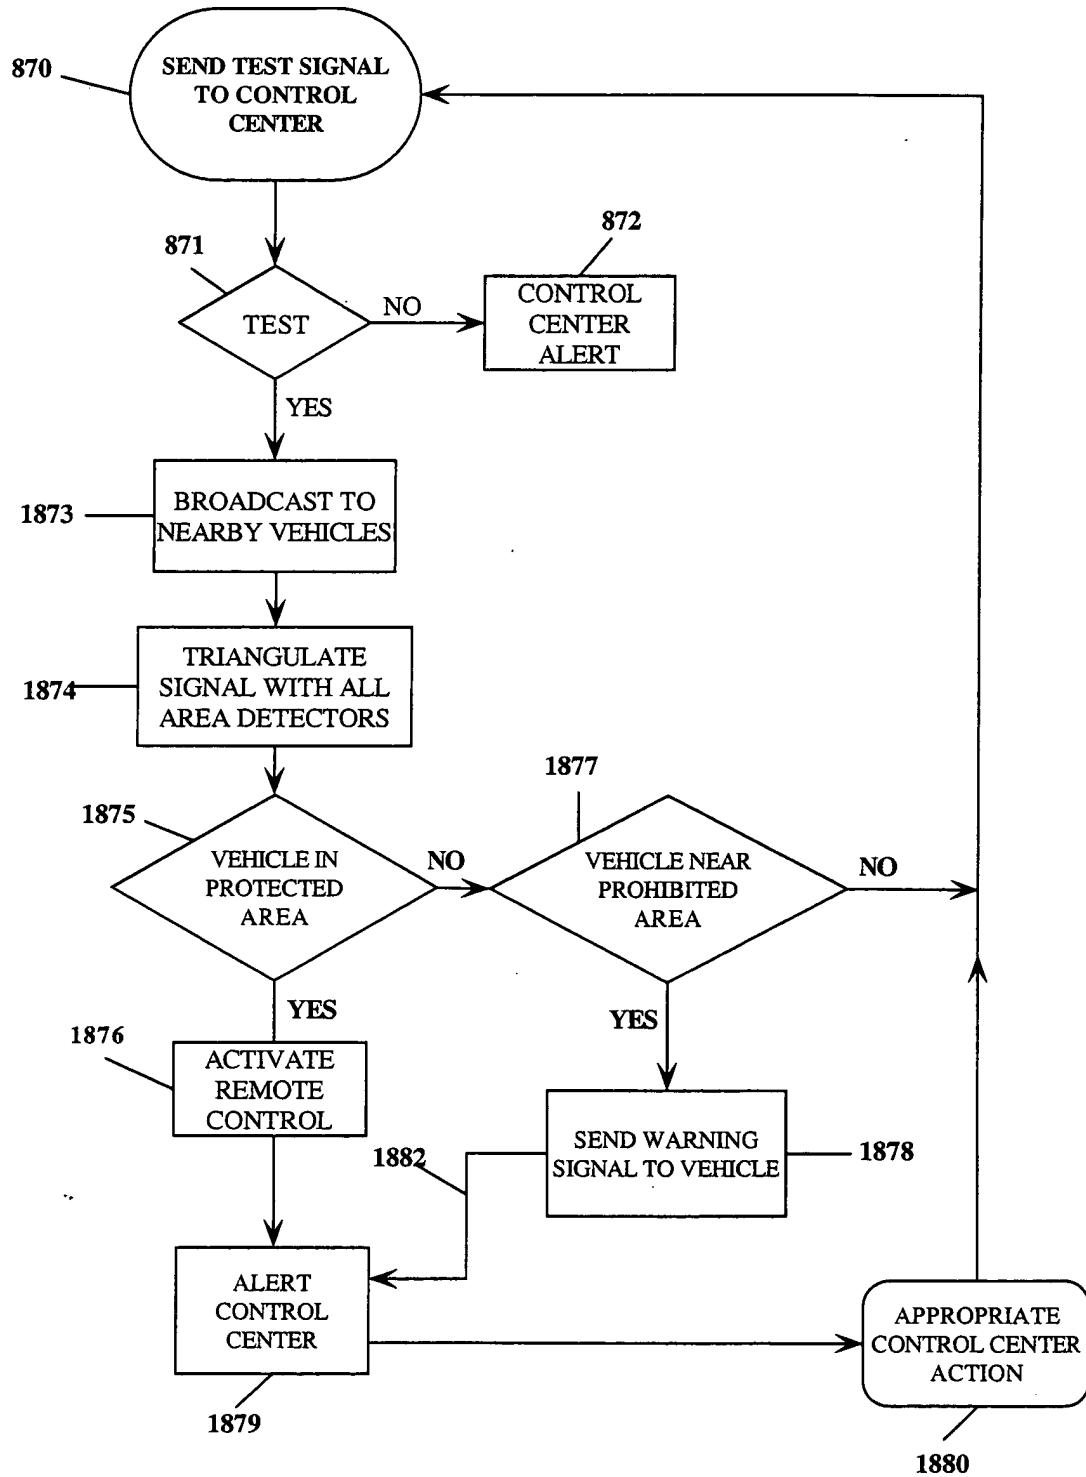 870
SEND TEST SIGNAL
TO CONTROL
CENTER
871
TEST
NO
872
CONTROL
CENTER
ALERT
YES
1873
BROADCAST TO
NEARBY VEHICLES
1874
TRIANGULATE
SIGNAL WITH ALL
AREA DETECTORS
1875
VEHICLE IN
PROTECTED
AREA
NO
1877
VEHICLE NEAR
PROHIBITED
AREA
NO
YES
1876
ACTIVATE
REMOTE
CONTROL
YES
1882
SEND WARNING
SIGNAL TO VEHICLE
1878
ALERT
CONTROL
CENTER
1879
APPROPRIATE
CONTROL CENTER
ACTION
1880